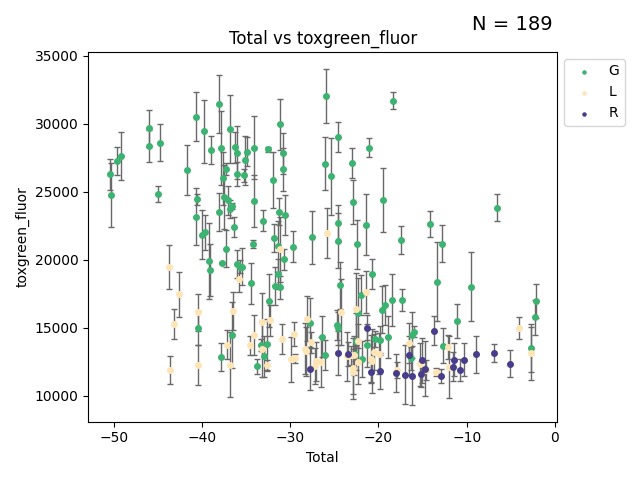 N = 189
Total vs toxgreen_fluor
35000
30000
25000
20000
15000
10000
toxgreen_fluor
−50 −40 −30 −20 −10 0
Total
G
L
R